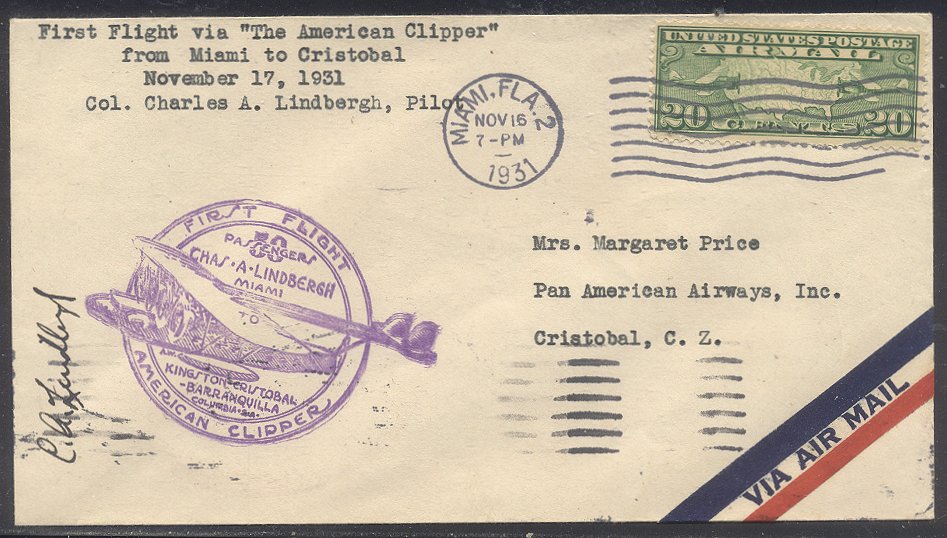 First Flight via "The American Clipper"
from Miami to Cristobal
November 17, 1931
Col. Charles A. Lindbergh, Pilot
MIAMI, FLA. 2
NOV 16
7-PM
1931
UNITED STATES POSTAGE
AIR MAIL
20 CENTS 20
FIRST FLIGHT
50
PASSENGERS
CHAS·A·LINDBERGH
MIAMI
TO
KINGSTON-CRISTOBAL
-BARRANQUILLA
COLUMBIA·S·A·
AMERICAN CLIPPER
C.A. Lindbergh
Mrs. Margaret Price
Pan American Airways, Inc.
Cristobal, C. Z.
VIA AIR MAIL